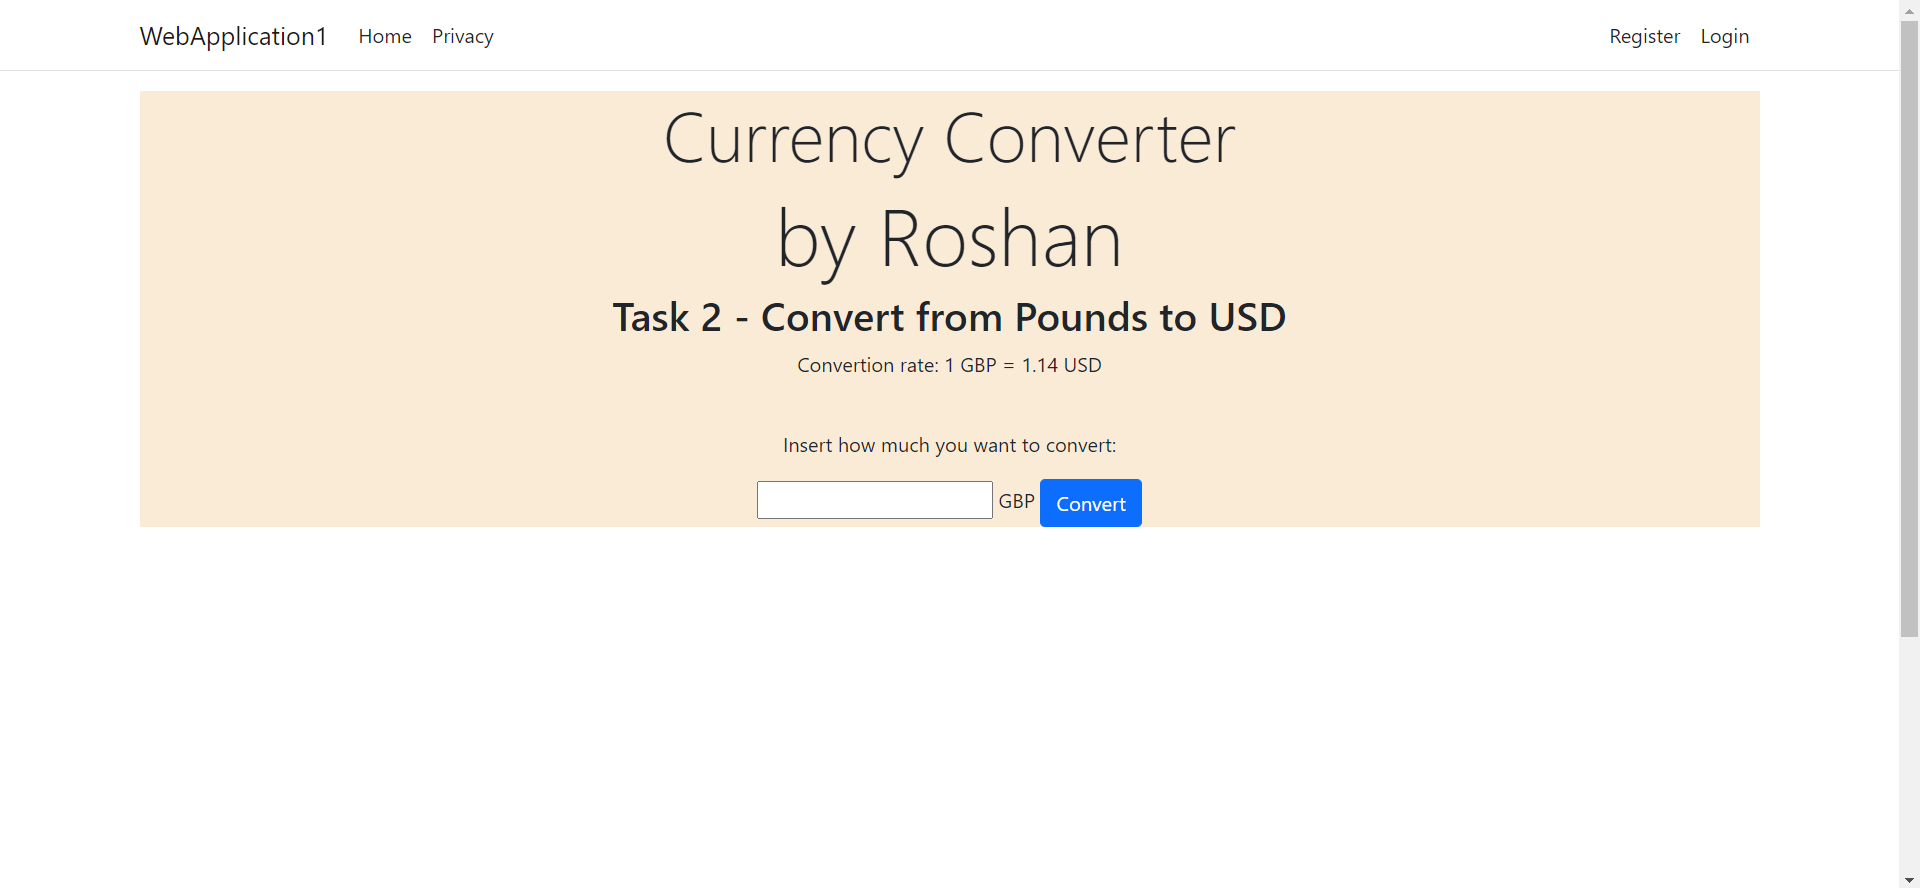 WebApplication1 Home Privacy Register Login
Currency Converter
by Roshan
Task 2 - Convert from Pounds to USD
Convertion rate: 1 GBP = 1.14 USD
Insert how much you want to convert:
GBP Convert